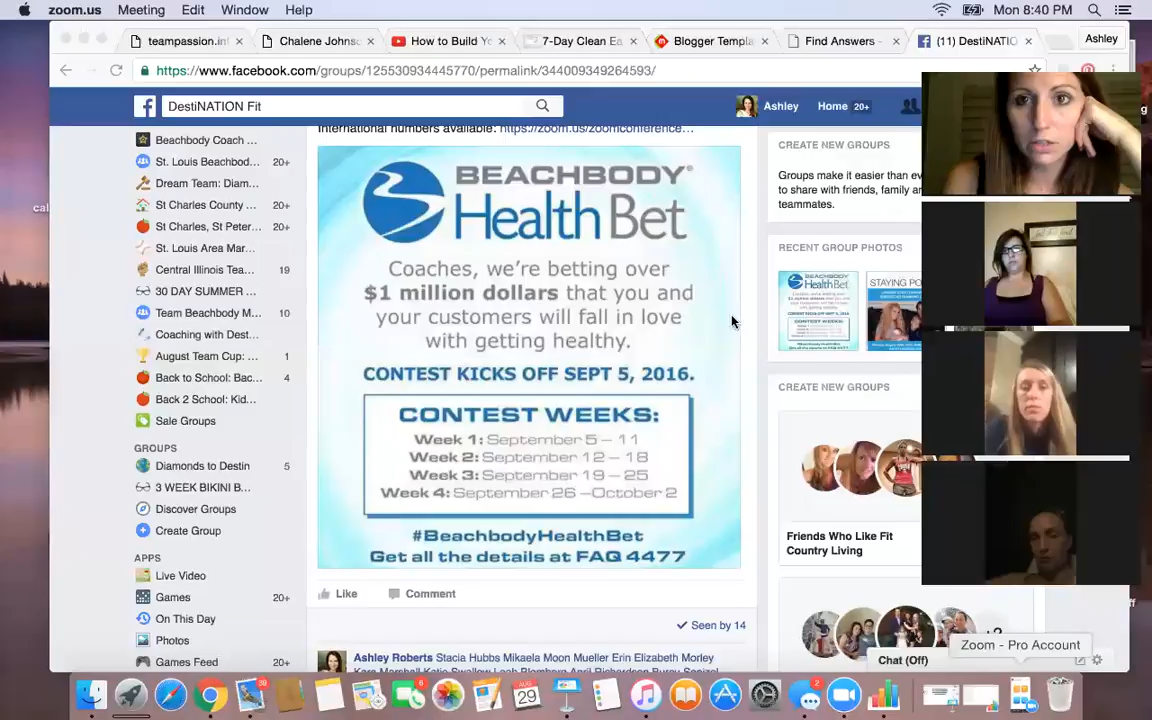 zoom.us Meeting Edit Window Help
Mon 8:40 PM
teampassion.in
Chalene Johns
How to Build Y
7-Day Clean Ea
Blogger Templa
Find Answers -
(11) DestiNATIO
Ashley
https://www.facebook.com/groups/125530934445770/permalink/344009349264593/
DestiNATION Fit
Ashley
Home 20+
Beachbody Coach ...
St. Louis Beachbod... 20+
Dream Team: Diam...
St Charles County ... 20+
St Charles, St Peter... 20+
St. Louis Area Mar...
Central Illinois Tea... 19
30 DAY SUMMER ...
Team Beachbody M... 10
Coaching with Dest...
August Team Cup: ... 1
Back to School: Bac... 4
Back 2 School: Kid...
Sale Groups
GROUPS
Diamonds to Destin 5
3 WEEK BIKINI B...
Discover Groups
Create Group
APPS
Live Video
Games 20+
On This Day
Photos
Games Feed 20+
International numbers available: https://zoom.us/zoomconference...
BEACHBODY®
Health Bet
Coaches, we're betting over
$1 million dollars that you and
your customers will fall in love
with getting healthy.
CONTEST KICKS OFF SEPT 5, 2016.
CONTEST WEEKS:
Week 1: September 5 – 11
Week 2: September 12 – 18
Week 3: September 19 – 25
Week 4: September 26 –October 2
#BeachbodyHealthBet
Get all the details at FAQ 4477
Like Comment
Seen by 14
Ashley Roberts Stacia Hubbs Mikaela Moon Mueller Erin Elizabeth Morley
CREATE NEW GROUPS
Groups make it easier than ev
to share with friends, family ar
teammates.
RECENT GROUP PHOTOS
STAYING PO
CREATE NEW GROUPS
Friends Who Like Fit
Country Living
Zoom - Pro Account
Chat (Off)
AUG
29